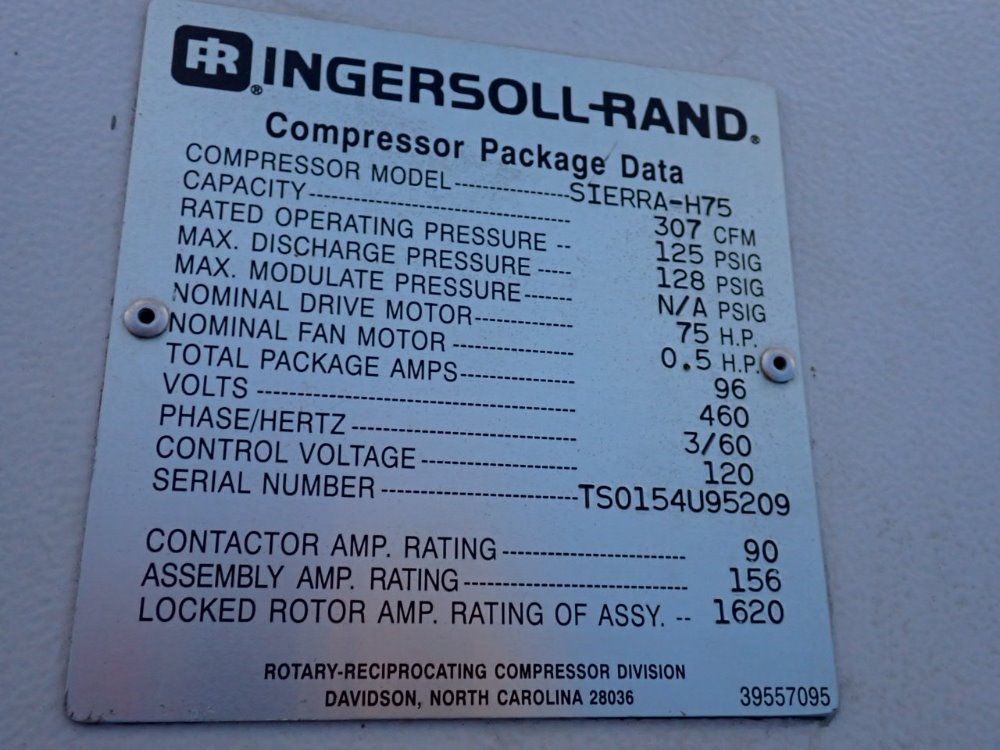 IR® INGERSOLL-RAND®
Compressor Package Data
COMPRESSOR MODEL----------------SIERRA-H75
CAPACITY------------------------------------ 307 CFM
RATED OPERATING PRESSURE -- 125 PSIG
MAX. DISCHARGE PRESSURE ----- 128 PSIG
MAX. MODULATE PRESSURE------- N/A PSIG
NOMINAL DRIVE MOTOR-------------- 75 H.P.
NOMINAL FAN MOTOR ----------------- 0.5 H.P.
TOTAL PACKAGE AMPS---------------- 96
VOLTS --------------------------------------------- 460
PHASE/HERTZ -------------------------------- 3/60
CONTROL VOLTAGE ---------------------- 120
SERIAL NUMBER ----------------------------TS0154U95209
CONTACTOR AMP. RATING -------------------------- 90
ASSEMBLY AMP. RATING-------------------------------- 156
LOCKED ROTOR AMP. RATING OF ASSY. -- 1620
ROTARY-RECIPROCATING COMPRESSOR DIVISION
DAVIDSON, NORTH CAROLINA 28036 39557095